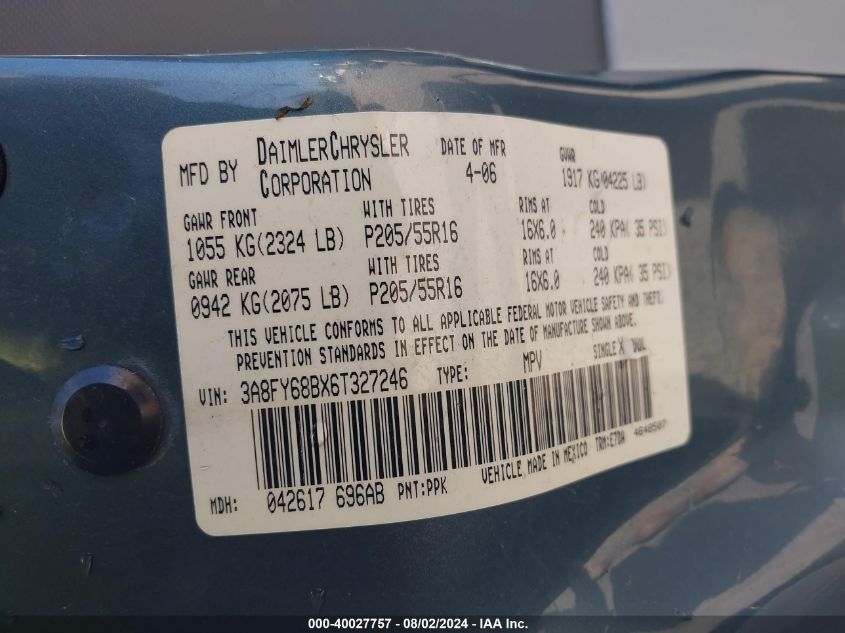 MFD BY DAIMLERCHRYSLER CORPORATION DATE OF MFR 4-06 GVWR 1917 KG(04225 LB)
GAWR FRONT WITH TIRES RIMS AT COLD
1055 KG(2324 LB) P205/55R16 16X6.0 240 KPA( 35 PSI)
GAWR REAR WITH TIRES RIMS AT COLD
0942 KG(2075 LB) P205/55R16 16X6.0 240 KPA( 35 PSI)
THIS VEHICLE CONFORMS TO ALL APPLICABLE FEDERAL MOTOR VEHICLE SAFETY AND THEFT
PREVENTION STANDARDS IN EFFECT ON THE DATE OF MANUFACTURE SHOWN ABOVE.
VIN: 3A8FY68BX6T327246 TYPE: MPV SINGLE X DUAL
MDH: 042617 696AB PNT:PPK VEHICLE MADE IN MEXICO TRM:E7DA 4648507
000-40027757 - 08/02/2024 - IAA Inc.